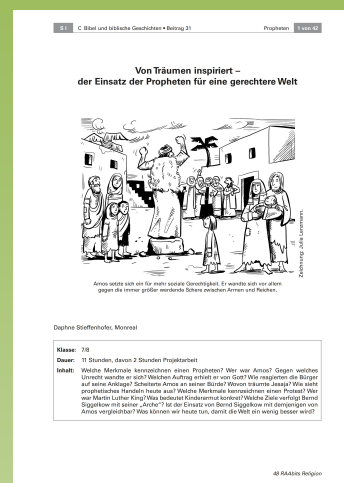 S I C Bibel und biblische Geschichten • Beitrag 31 Propheten 1 von 42
Von Träumen inspiriert –
der Einsatz der Propheten für eine gerechtere Welt
Zeichnung: Julia Lenzmann.
Amos setzte sich ein für mehr soziale Gerechtigkeit. Er wandte sich vor allem
gegen die immer größer werdende Schere zwischen Armen und Reichen.
Daphne Stieffenhofer, Monreal
Klasse: 7/8
Dauer: 11 Stunden, davon 2 Stunden Projektarbeit
Inhalt: Welche Merkmale kennzeichnen einen Propheten? Wer war Amos? Gegen welches
Unrecht wandte er sich? Welchen Auftrag erhielt er von Gott? Wie reagierten die Bürger
auf seine Anklage? Scheiterte Amos an seiner Bürde? Wovon träumte Jesaja? Wie sieht
prophetisches Handeln heute aus? Welche Merkmale kennzeichnen einen Protest? Wer
war Martin Luther King? Was bedeutet Kinderarmut konkret? Welche Ziele verfolgt Bernd
Siggelkow mit seiner „Arche“? Ist der Einsatz von Bernd Siggelkow mit demjenigen von
Amos vergleichbar? Was können wir heute tun, damit die Welt ein wenig besser wird?
48 RAAbits Religion